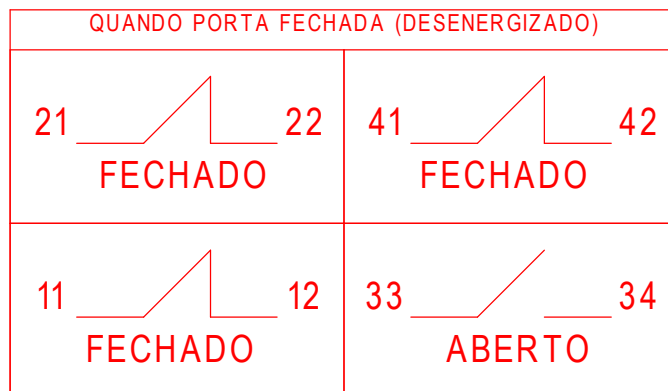 QUANDO PORTA FECHADA (DESENERGIZADO)
21 22 41 42
FECHADO FECHADO
11 12 33 34
FECHADO ABERTO